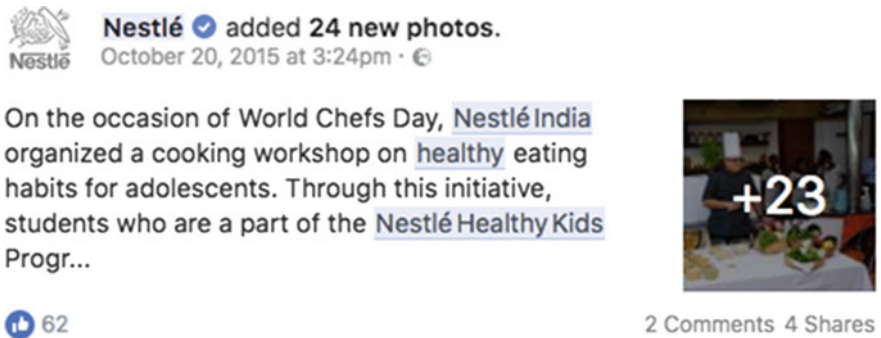 Nestlé added 24 new photos.
Nestlé
October 20, 2015 at 3:24pm ·
On the occasion of World Chefs Day, Nestlé India
organized a cooking workshop on healthy eating
habits for adolescents. Through this initiative,
students who are a part of the Nestlé Healthy Kids
Progr...
+23
62
2 Comments 4 Shares